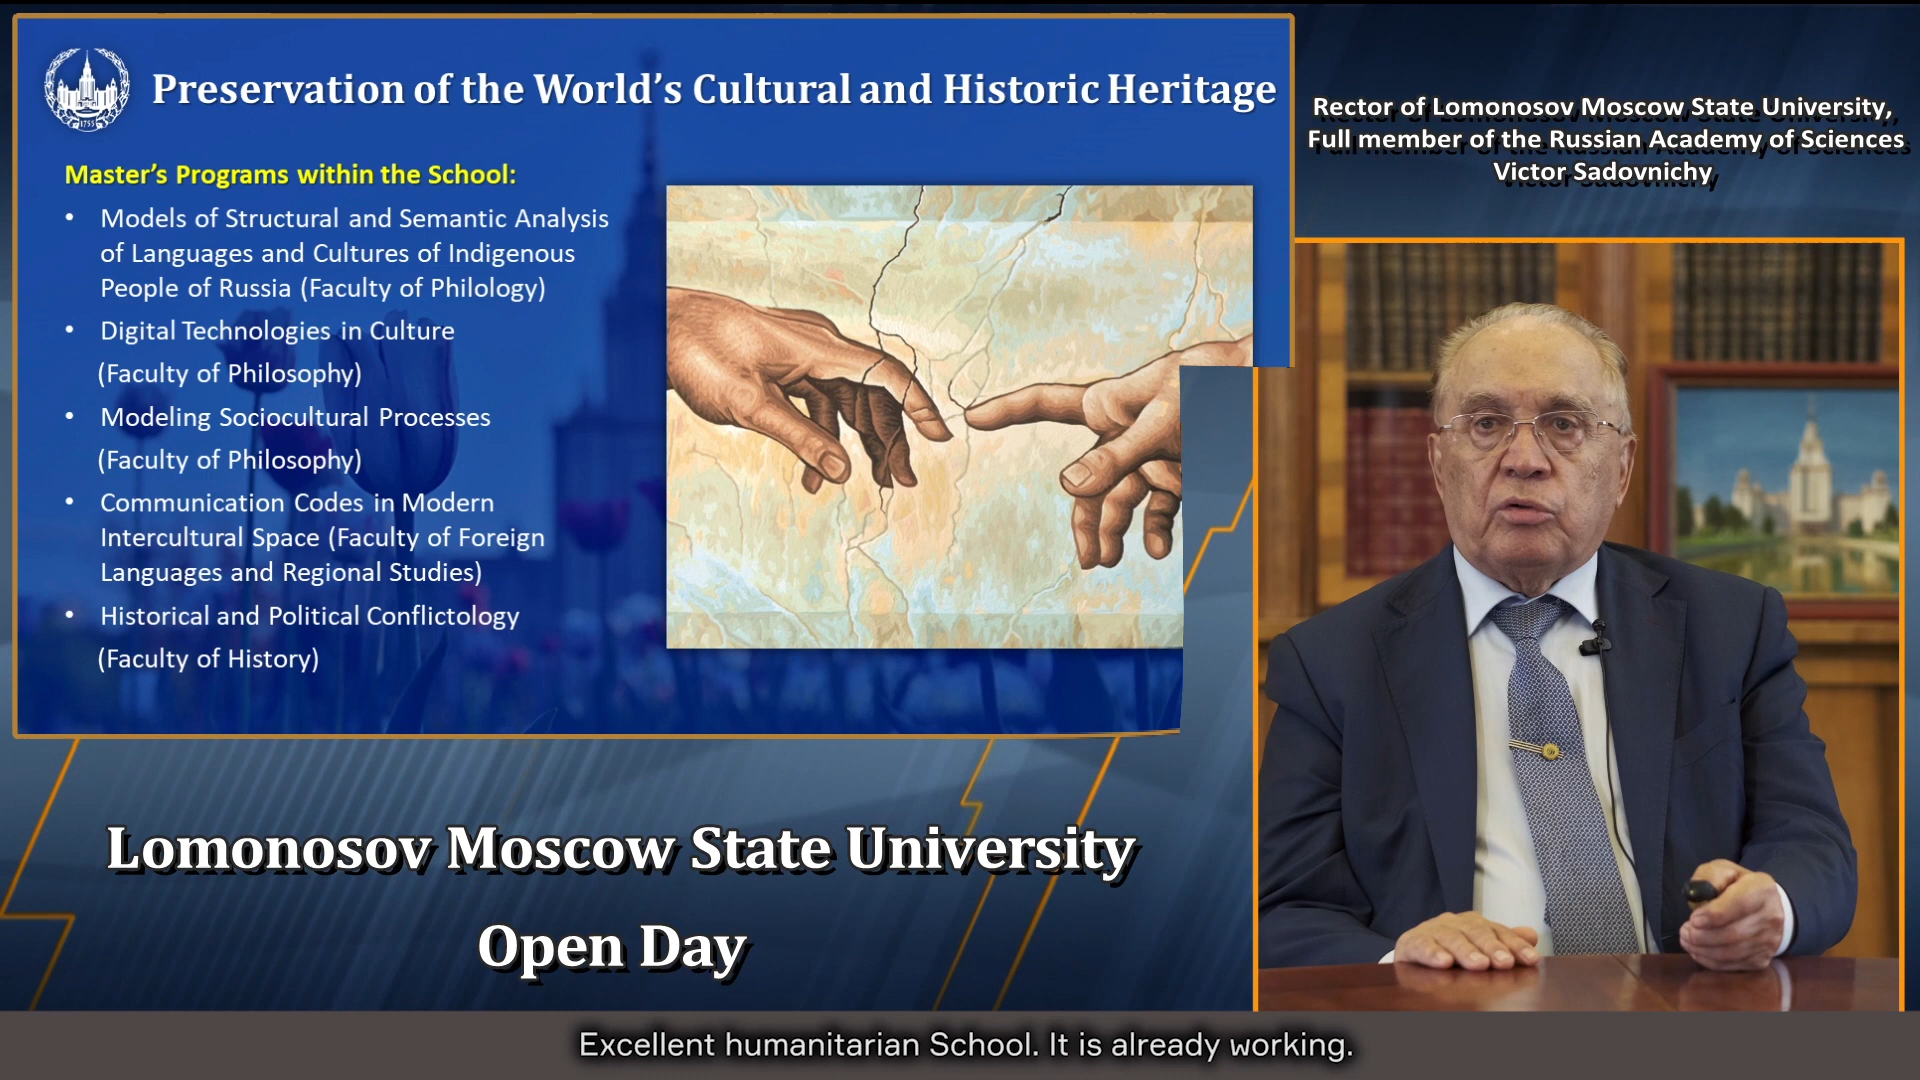 Preservation of the World's Cultural and Historic Heritage
1755
Master's Programs within the School:
• Models of Structural and Semantic Analysis
of Languages and Cultures of Indigenous
People of Russia (Faculty of Philology)
• Digital Technologies in Culture
(Faculty of Philosophy)
• Modeling Sociocultural Processes
(Faculty of Philosophy)
• Communication Codes in Modern
Intercultural Space (Faculty of Foreign
Languages and Regional Studies)
• Historical and Political Conflictology
(Faculty of History)
Rector of Lomonosov Moscow State University,
Full member of the Russian Academy of Sciences
Victor Sadovnichy
Lomonosov Moscow State University
Open Day
Excellent humanitarian School. It is already working.